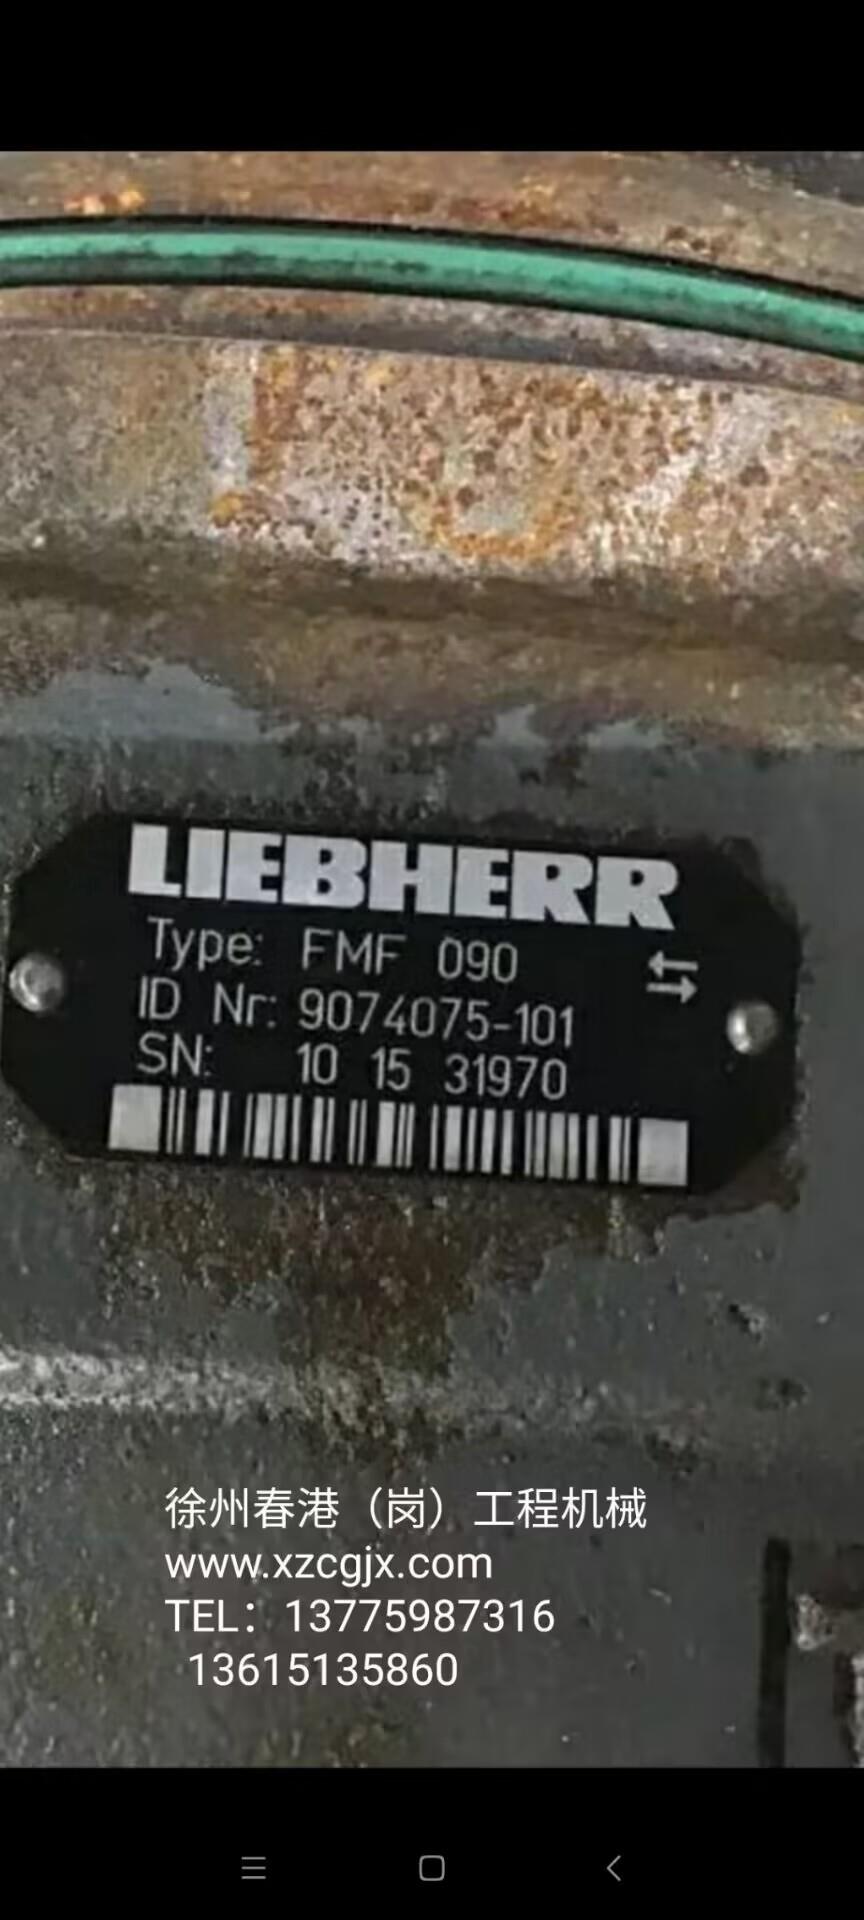 LIEBHERR
Type: FMF 090
ID Nr: 9074075-101
SN: 10 15 31970
徐州春港（岗）工程机械
www.xzcgjx.com
TEL：13775987316
13615135860